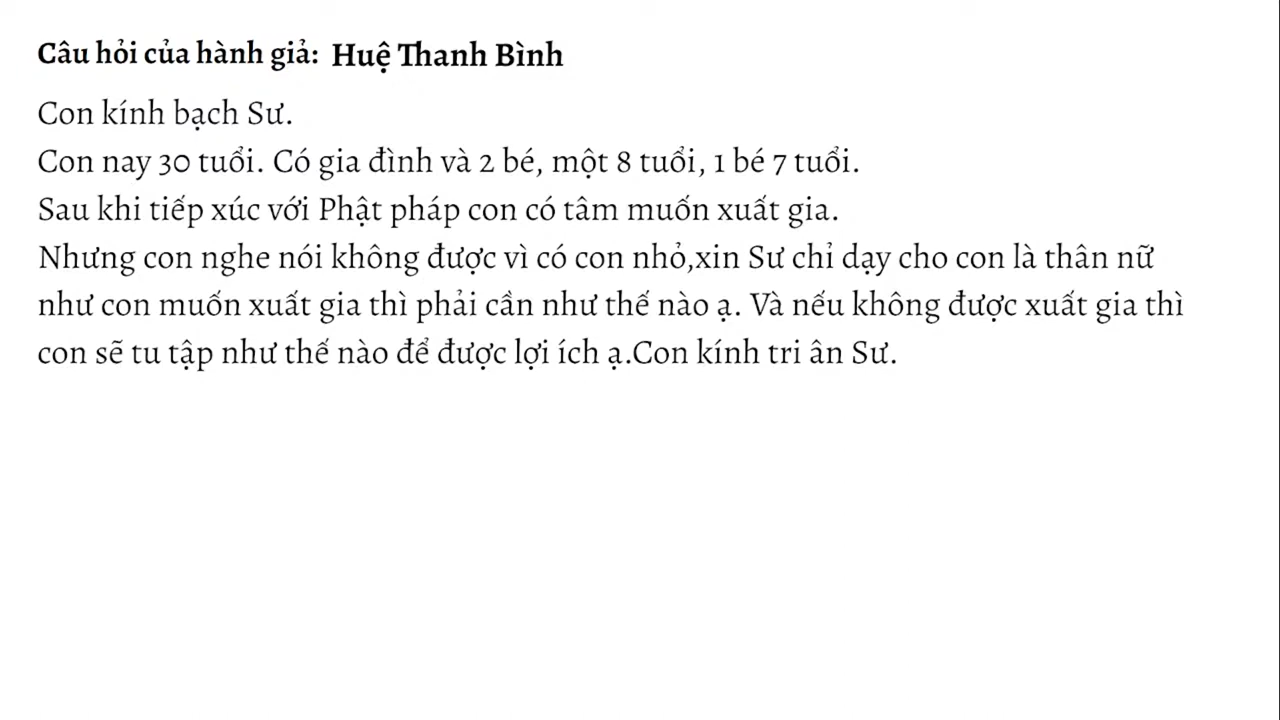 Câu hỏi của hành giả: Huệ Thanh Bình
Con kính bạch Sư.
Con nay 30 tuổi. Có gia đình và 2 bé, một 8 tuổi, 1 bé 7 tuổi.
Sau khi tiếp xúc với Phật pháp con có tâm muốn xuất gia.
Nhưng con nghe nói không được vì có con nhỏ,xin Sư chỉ dạy cho con là thân nữ
như con muốn xuất gia thì phải cần như thế nào ạ. Và nếu không được xuất gia thì
con sẽ tu tập như thế nào để được lợi ích ạ.Con kính tri ân Sư.